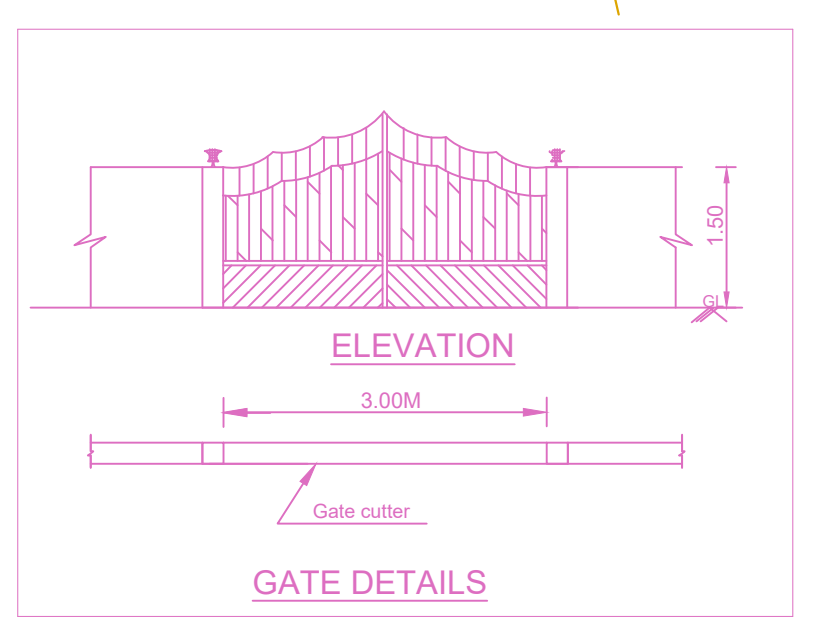 1.50
GL
ELEVATION
3.00M
Gate cutter
GATE DETAILS